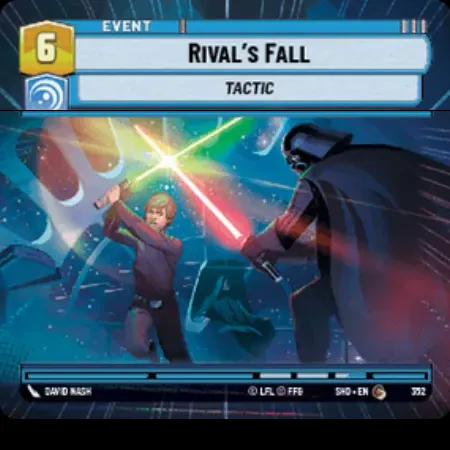 EVENT
6
RIVAL'S FALL
TACTIC
DAVID NASH
Ⓒ LFL Ⓒ FFG
SHD • EN
352